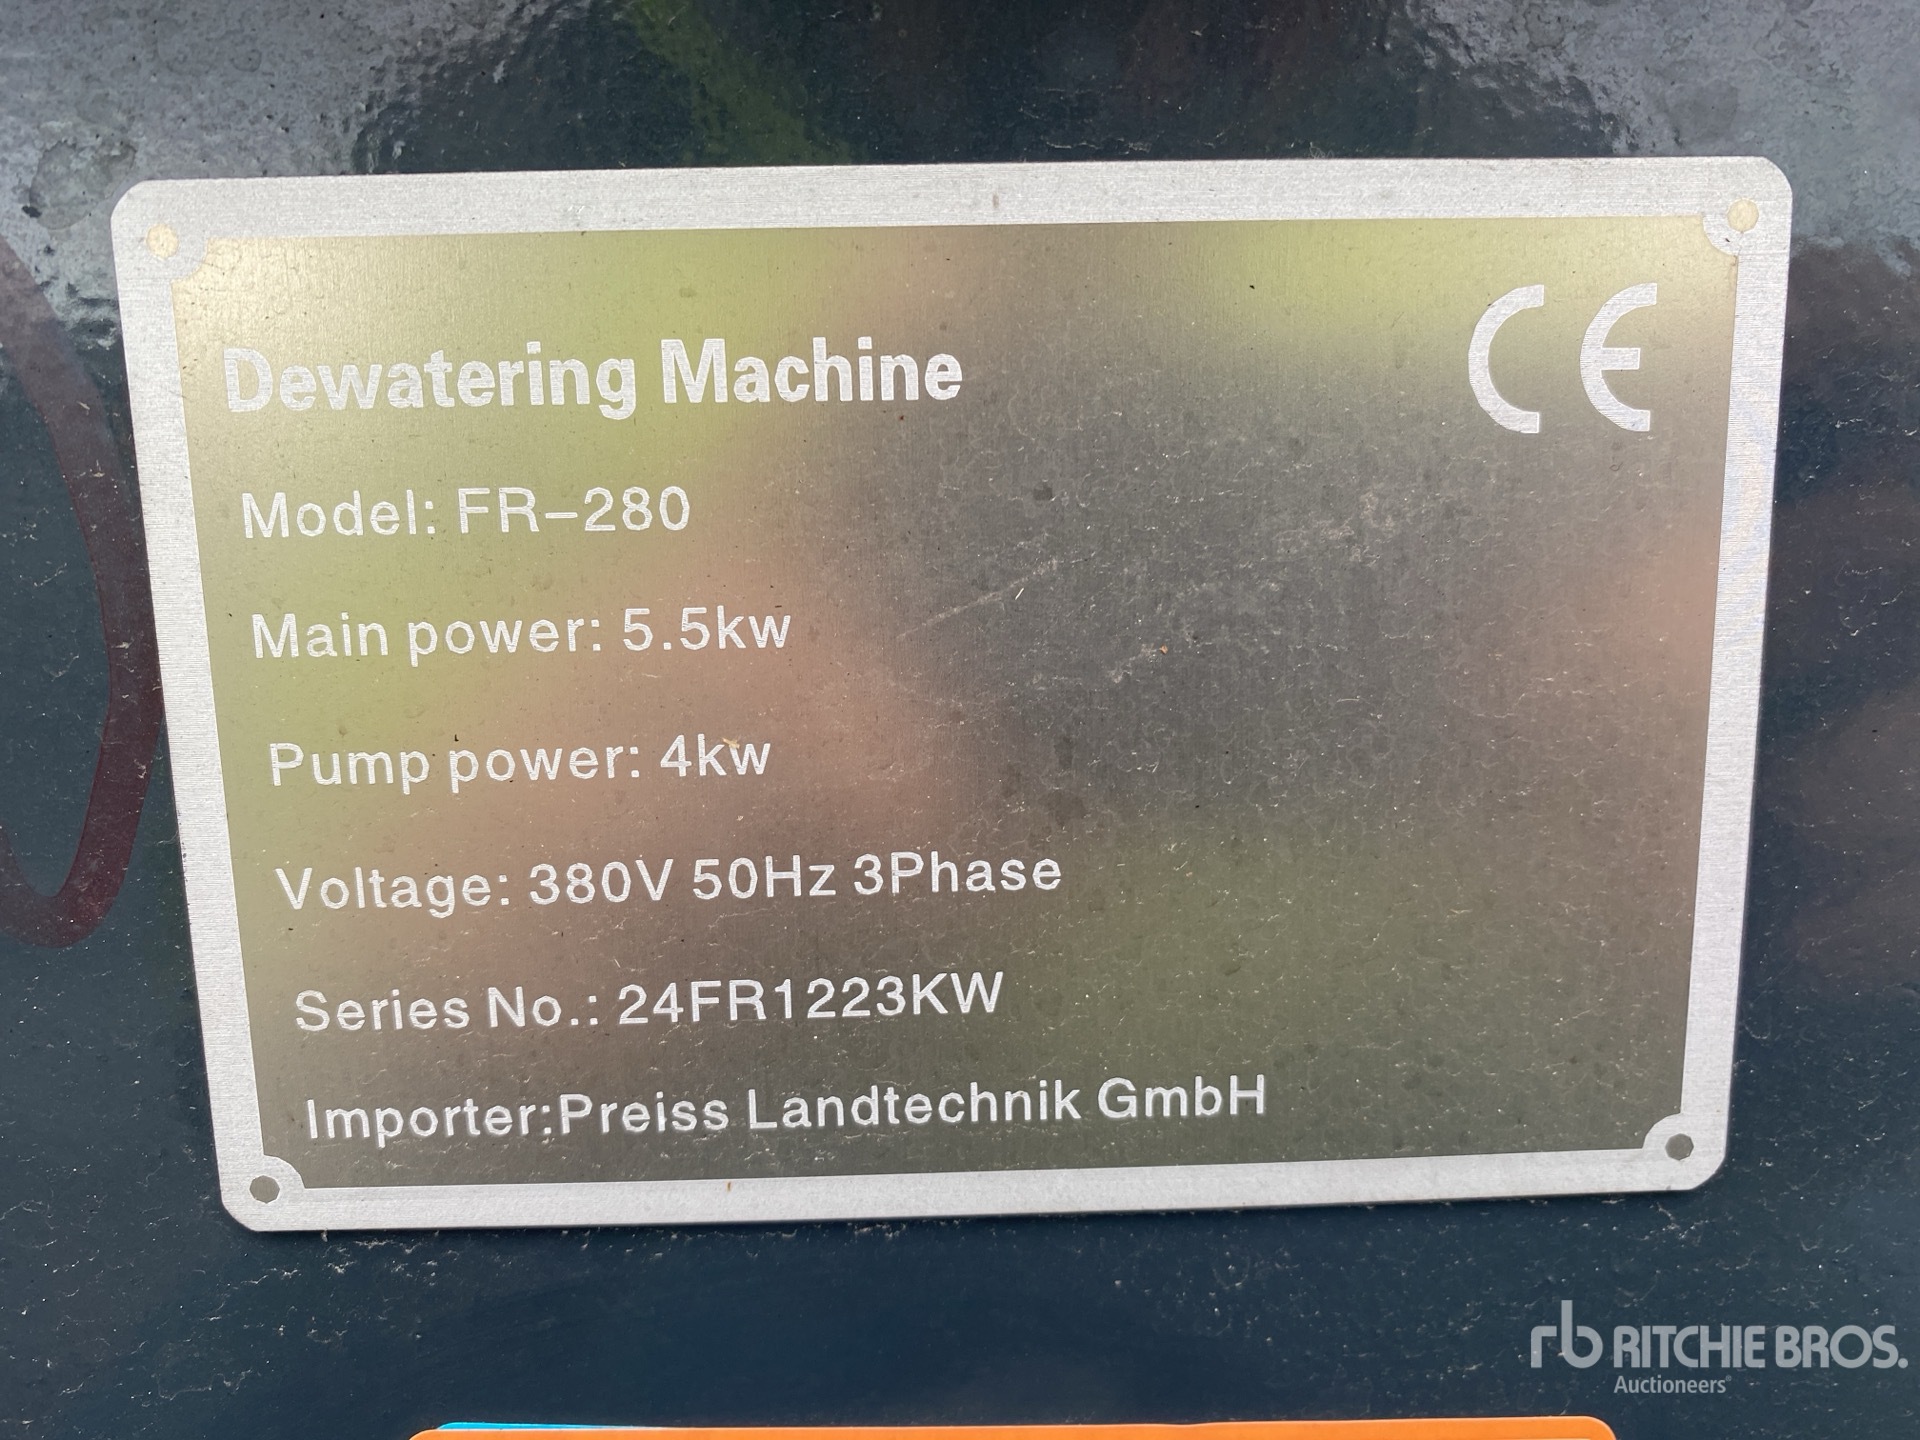 CE
Dewatering Machine
Model: FR-280
Main power: 5.5kw
Pump power: 4kw
Voltage: 380V 50Hz 3Phase
Series No.: 24FR1223KW
Importer:Preiss Landtechnik GmbH
rb RITCHIE BROS.
Auctioneers